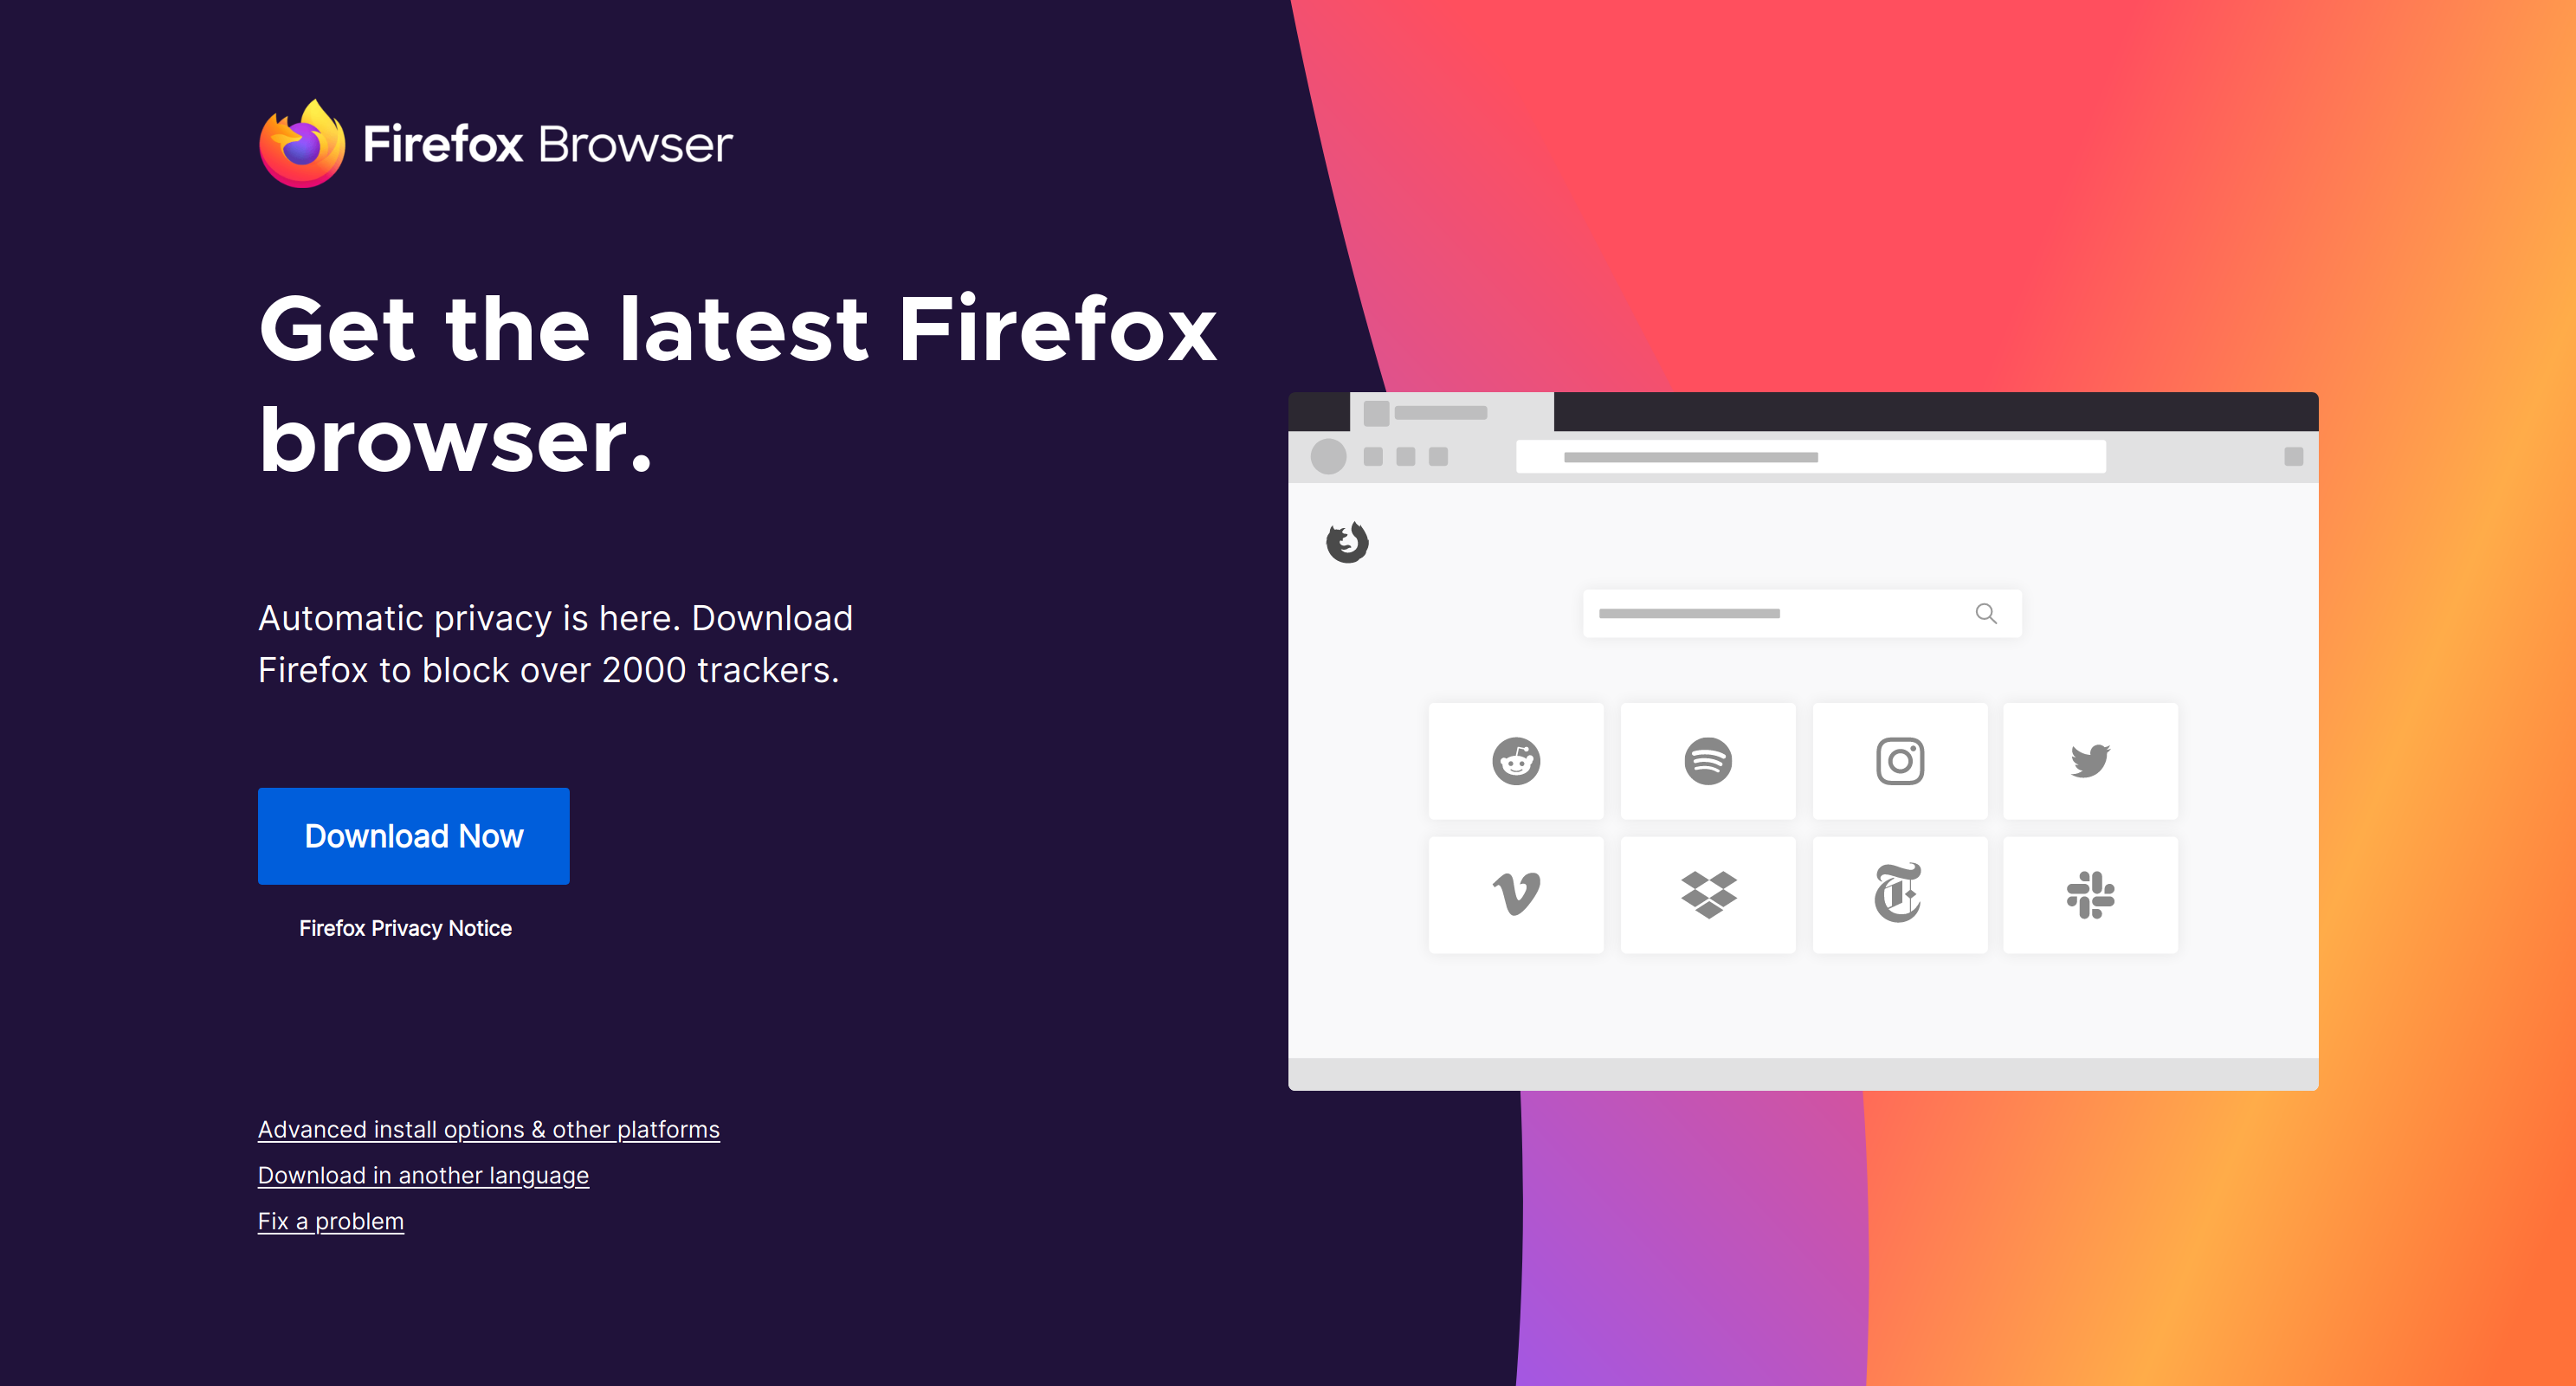 Firefox Browser
Get the latest Firefox
browser.
Automatic privacy is here. Download
Firefox to block over 2000 trackers.
Download Now
Firefox Privacy Notice
Advanced install options & other platforms
Download in another language
Fix a problem